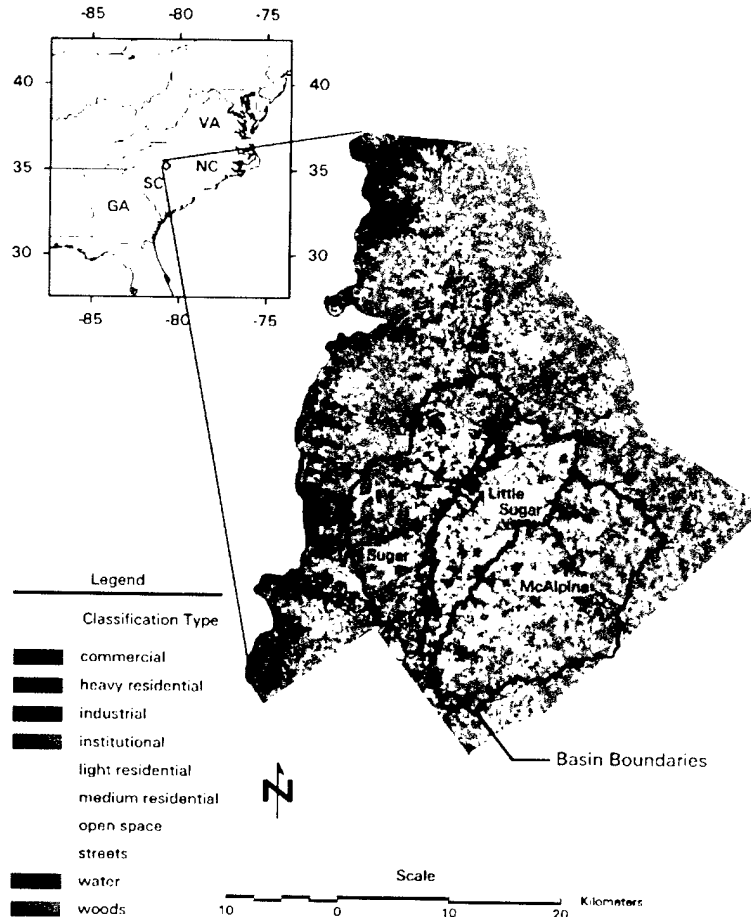 -85 -80 -75
40 40
VA
35 NC 35
SC
GA
30 30
-85 -80 -75
Little
Sugar
Sugar
McAlpine
Legend
Classification Type
commercial
heavy residential
industrial
institutional
light residential
medium residential
open space
streets
water
woods
N
Basin Boundaries
Scale
10 0 10 20 Kilometers